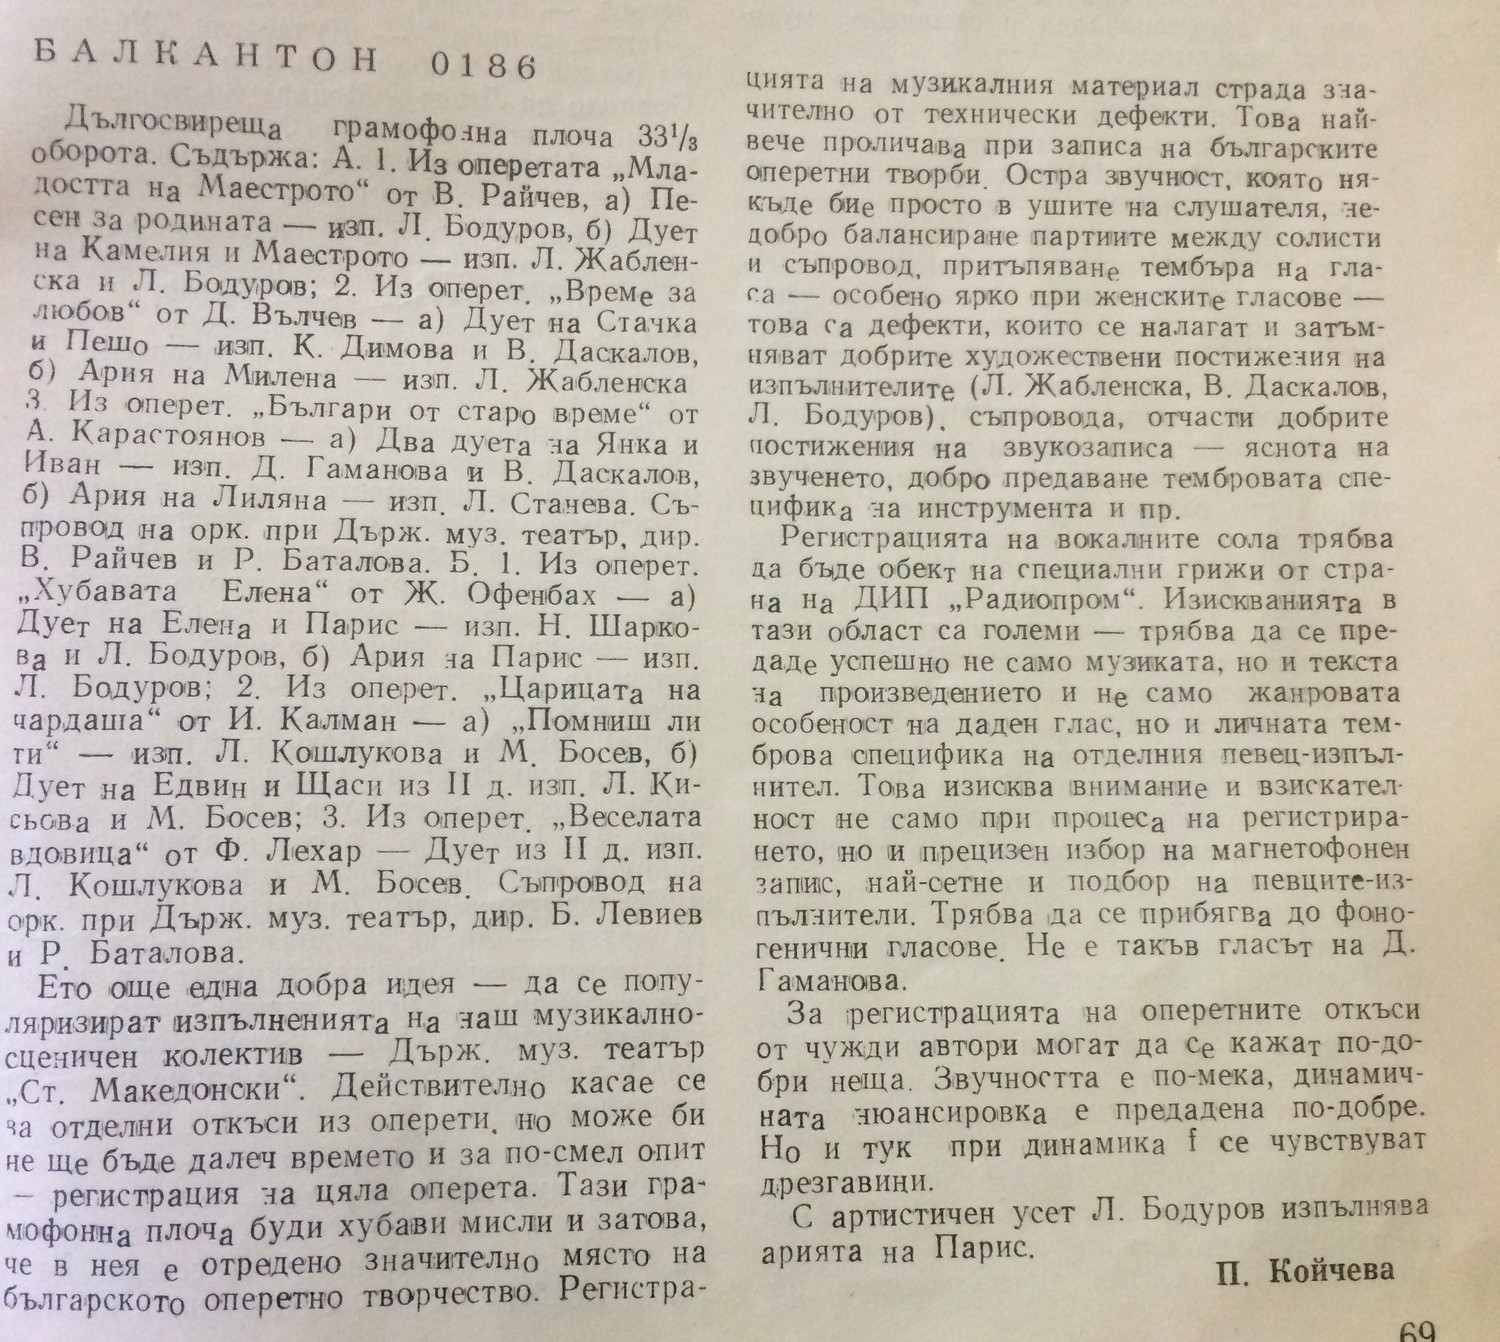 БАЛКАНТОН 0186
Дългосвиреща грамофонна плоча 33⅓
оборота. Съдържа: А. 1. Из оперетата „Мла-
достта на Маестрото“ от В. Райчев, а) Пе-
сен за родината — изп. Л. Бодуров, б) Дует
на Камелия и Маестрото — изп. Л. Жаблен-
ска и Л. Бодуров; 2. Из оперет. „Време за
любов“ от Д. Вълчев — а) Дует на Стачка
и Пешо — изп. К. Димова и В. Даскалов,
б) Ария на Милена — изп. Л. Жабленска
3. Из оперет. „Българи от старо време“ от
А. Карастоянов — а) Два дуета на Янка и
Иван — изп. Д. Гаманова и В. Даскалов,
б) Ария на Лиляна — изп. Л. Станева. Съ-
провод на орк. при Държ. муз. театър, дир.
В. Райчев и Р. Баталова. Б. 1. Из оперет.
„Хубавата Елена“ от Ж. Офенбах — а)
Дует на Елена и Парис — изп. Н. Шарко-
ва и Л. Бодуров, б) Ария на Парис — изп.
Л. Бодуров; 2. Из оперет. „Царицата на
чардаша“ от И. Калман — а) „Помниш ли
ти“ — изп. Л. Кошлукова и М. Босев, б)
Дует на Едвин и Щаси из II д. изп. Л. Ки-
сьова и М. Босев; 3. Из оперет. „Веселата
вдовица“ от Ф. Лехар — Дует из II д. изп.
Л. Кошлукова и М. Босев. Съпровод на
орк. при Държ. муз. театър, дир. Б. Левиев
и Р. Баталова.
Ето още една добра идея — да се попу-
ляризират изпълненията на наш музикално-
сценичен колектив — Държ. муз. театър
„Ст. Македонски“. Действително касае се
за отделни откъси из оперети, но може би
не ще бъде далеч времето и за по-смел опит
— регистрация на цяла оперета. Тази гра-
мофонна плоча буди хубави мисли и затова,
че в нея е отредено значително място на
българското оперетно творчество. Регистра-
цията на музикалния материал страда зна-
чително от технически дефекти. Това най-
вече проличава при записа на българските
оперетни творби. Остра звучност, която ня-
къде бие просто в ушите на слушателя, не-
добро балансиране партиите между солисти
и съпровод, притъпяване тембъра на гла-
са — особено ярко при женските гласове —
това са дефекти, които се налагат и затъм-
няват добрите художествени постижения на
изпълнителите (Л. Жабленска, В. Даскалов,
Л. Бодуров), съпровода, отчасти добрите
постижения на звукозаписа — яснота на
звученето, добро предаване тембровата спе-
цифика на инструмента и пр.
Регистрацията на вокалните сола трябва
да бъде обект на специални грижи от стра-
на на ДИП „Радиопром“. Изискванията в
тази област са големи — трябва да се пре-
даде успешно не само музиката, но и текста
на произведението и не само жанровата
особеност на даден глас, но и личната тем-
брова специфика на отделния певец-изпъл-
нител. Това изисква внимание и взискател-
ност не само при процеса на регистрира-
нето, но и прецизен избор на магнетофонен
запис, най-сетне и подбор на певците-из-
пълнители. Трябва да се прибягва до фоно-
генични гласове. Не е такъв гласът на Д.
Гаманова.
За регистрацията на оперетните откъси
от чужди автори могат да се кажат по-до-
бри неща. Звучността е по-мека, динамич-
ната нюансировка е предадена по-добре.
Но и тук при динамика f се чувствуват
дрезгавини.
С артистичен усет Л. Бодуров изпълнява
арията на Парис.
П. Койчева
69